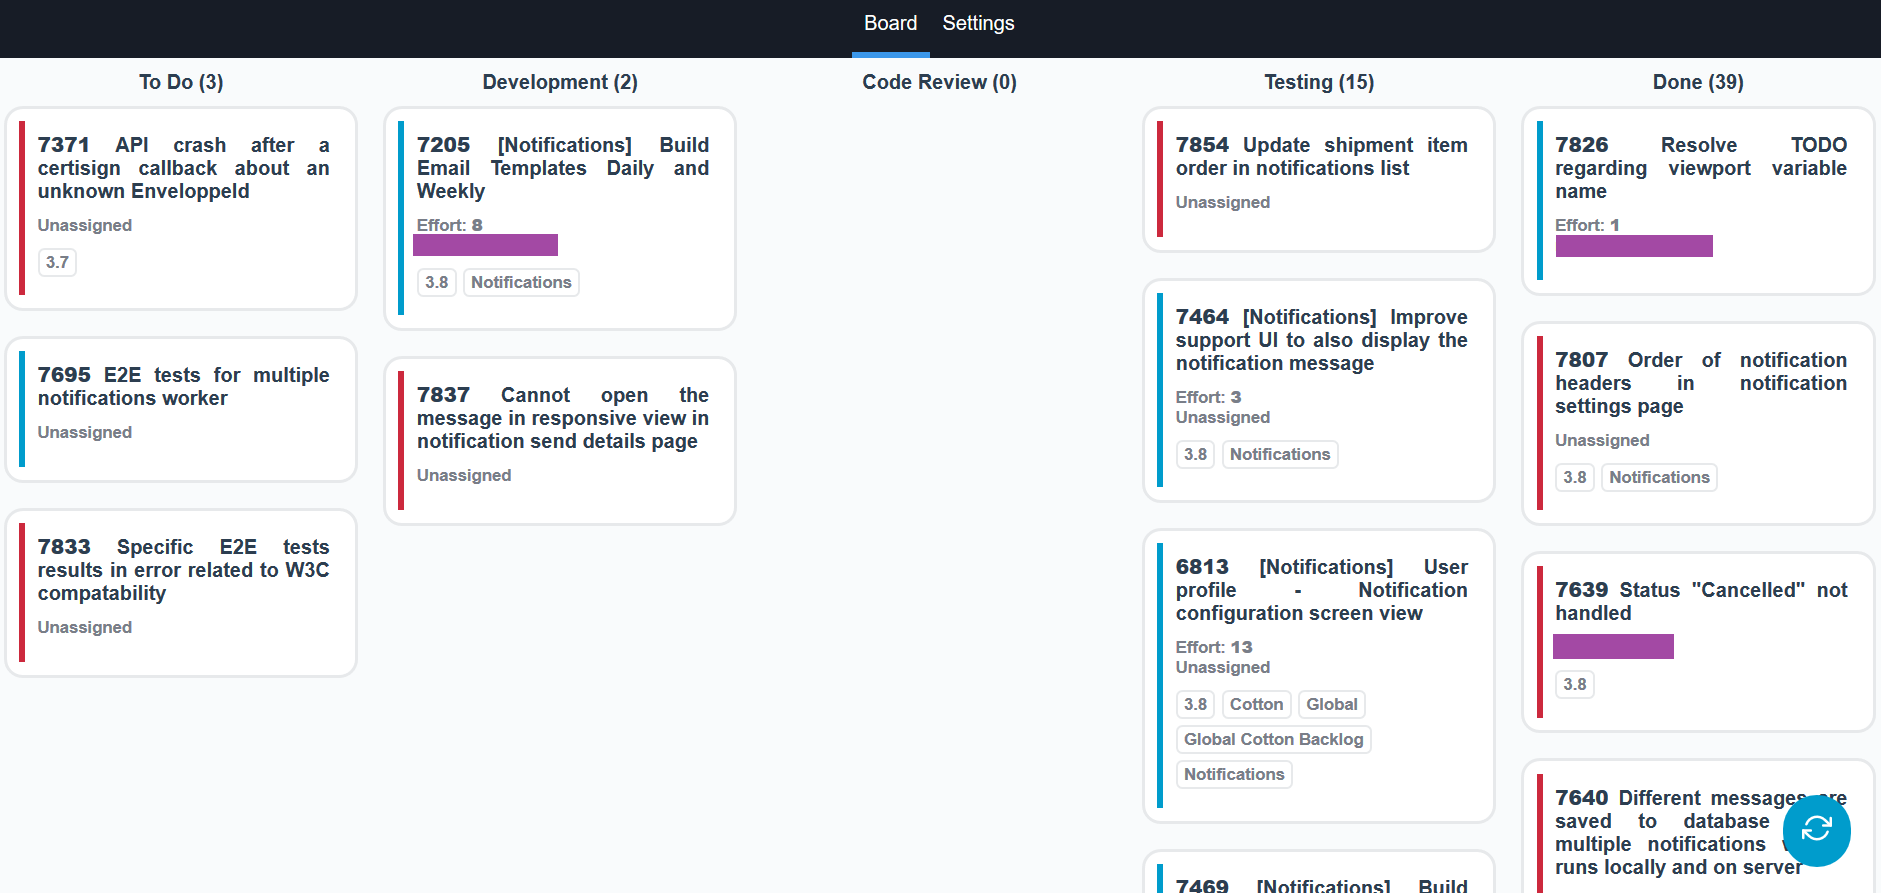 Board Settings
To Do (3)
7371 API crash after a
certisign callback about an
unknown EnveloppeId
Unassigned
3.7
7695 E2E tests for multiple
notifications worker
Unassigned
7833 Specific E2E tests
results in error related to W3C
compatability
Unassigned
Development (2)
7205 [Notifications] Build
Email Templates Daily and
Weekly
Effort: 8
3.8 Notifications
7837 Cannot open the
message in responsive view in
notification send details page
Unassigned
Code Review (0)
Testing (15)
7854 Update shipment item
order in notifications list
Unassigned
7464 [Notifications] Improve
support UI to also display the
notification message
Effort: 3
Unassigned
3.8 Notifications
6813 [Notifications] User
profile - Notification
configuration screen view
Effort: 13
Unassigned
3.8 Cotton Global
Global Cotton Backlog
Notifications
7469 [Notifications] Build
Done (39)
7826 Resolve TODO
regarding viewport variable
name
Effort: 1
7807 Order of notification
headers in notification
settings page
Unassigned
3.8 Notifications
7639 Status "Cancelled" not
handled
3.8
7640 Different messages are
saved to database
multiple notifications
runs locally and on server